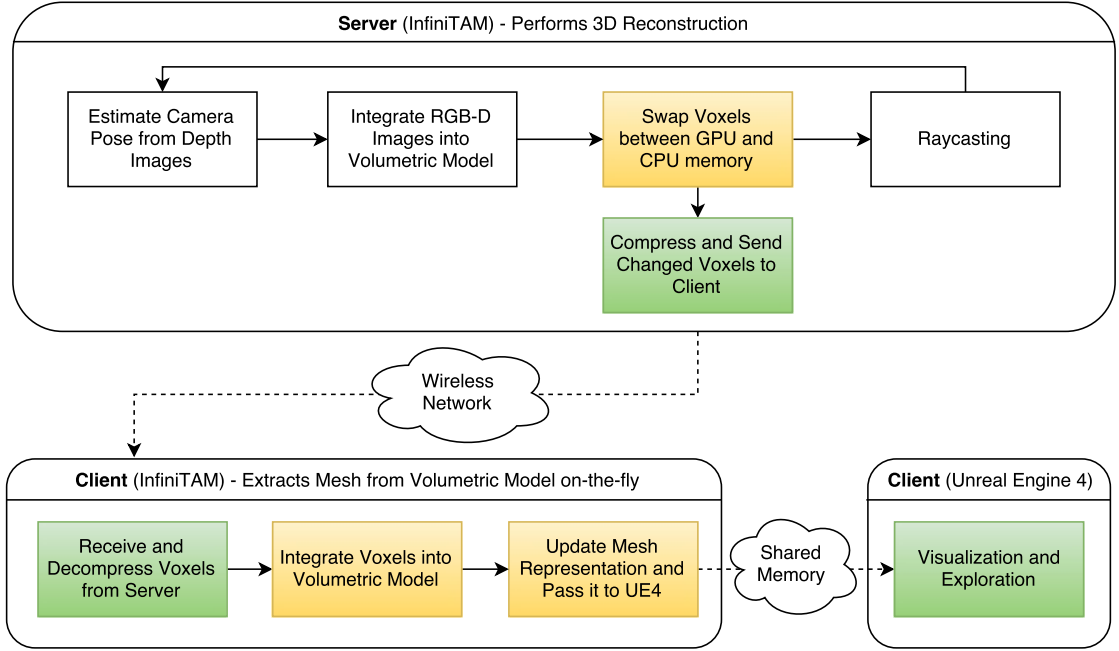 Server (InfiniTAM) - Performs 3D Reconstruction
Estimate Camera
Pose from Depth
Images
Integrate RGB-D
Images into
Volumetric Model
Swap Voxels
between GPU and
CPU memory
Raycasting
Compress and Send
Changed Voxels to
Client
Wireless
Network
Client (InfiniTAM) - Extracts Mesh from Volumetric Model on-the-fly
Receive and
Decompress Voxels
from Server
Integrate Voxels into
Volumetric Model
Update Mesh
Representation and
Pass it to UE4
Shared
Memory
Client (Unreal Engine 4)
Visualization and
Exploration